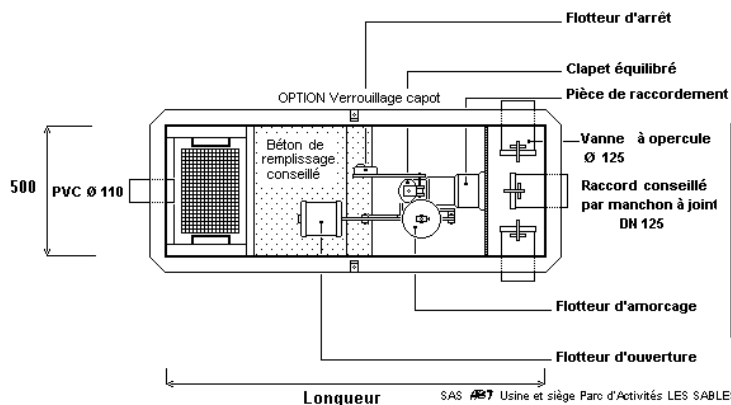 Flotteur d'arrêt
Clapet équilibré
OPTION Verrouillage capot
Pièce de raccordement
Béton de
remplissage
conseillé
Vanne à opercule
Ø 125
500
PVC Ø 110
Raccord conseillé
par manchon à joint
DN 125
Flotteur d'amorcage
Flotteur d'ouverture
Longueur
SAS Usine et siège Parc d'Activités LES SABLES